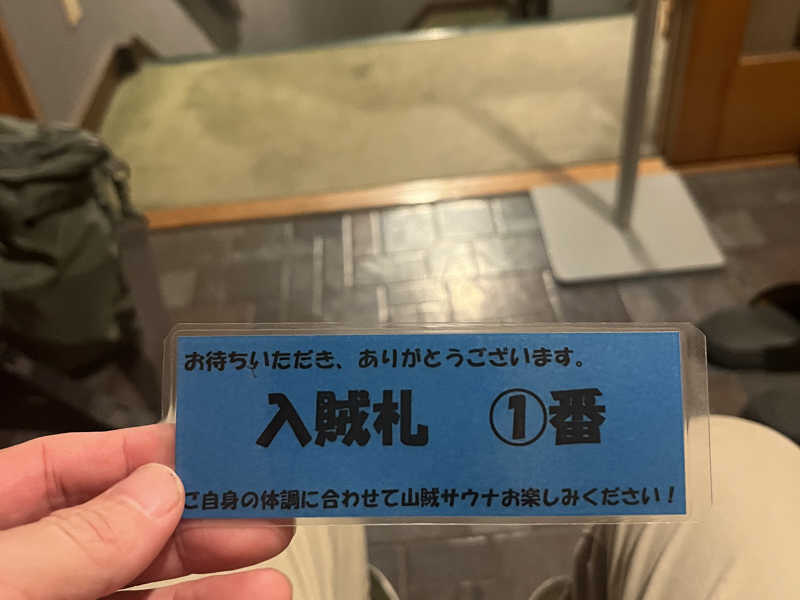 お待ちいただき、ありがとうございます。
入賊札 ①番
ご自身の体調に合わせて山賊サウナお楽しみください！